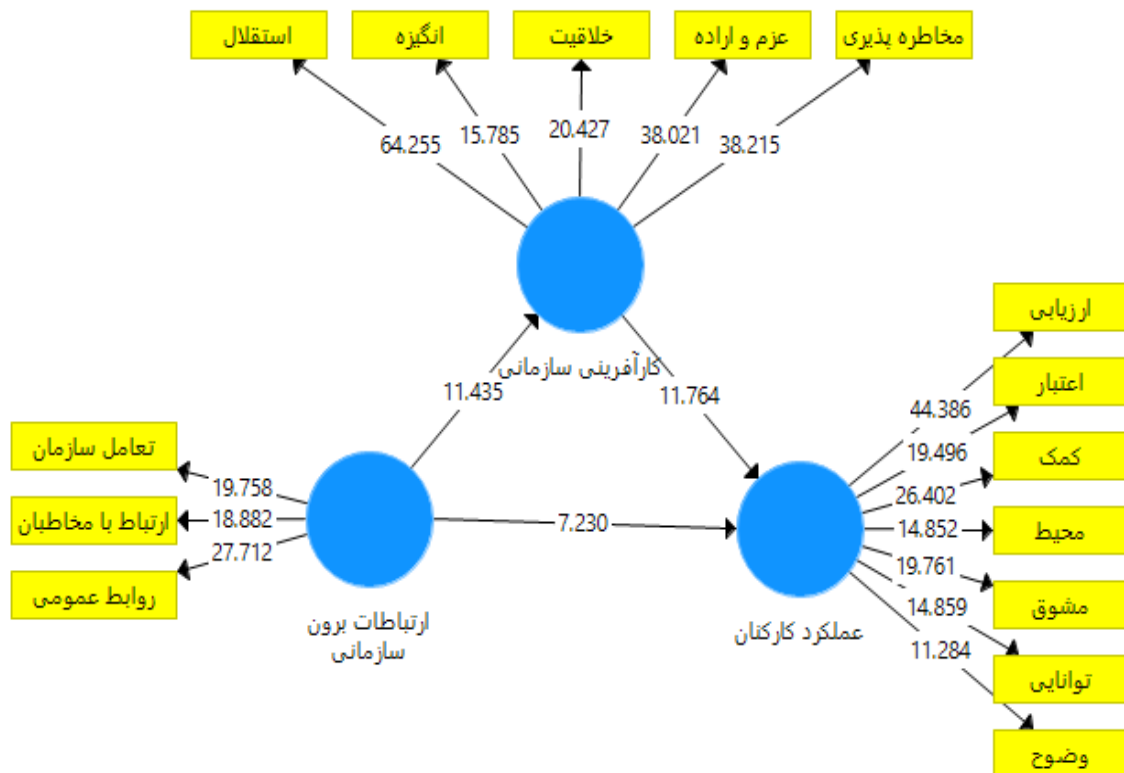 مخاطره پذیری
عزم و اراده
خلاقیت
انگیزه
استقلال
64.255
15.785
20.427
38.021
38.215
کارآفرینی سازمانی
11.435
11.764
ارزیابی
اعتبار
کمک
محیط
مشوق
توانایی
وضوح
44.386
19.496
26.402
14.852
19.761
14.859
11.284
عملکرد کارکنان
7.230
تعامل سازمان
ارتباط با مخاطبان
روابط عمومی
19.758
18.882
27.712
ارتباطات برون
سازمانی